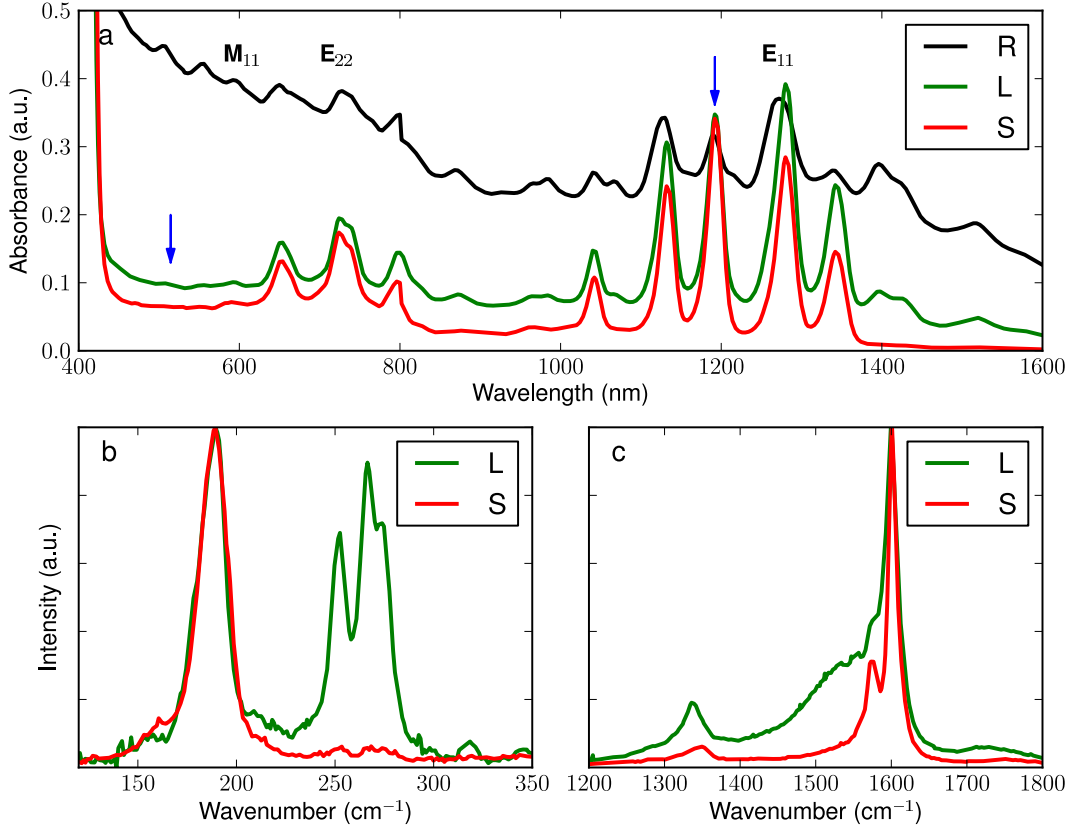 a
M₁₁
E₂₂
E₁₁
R
L
S
Absorbance (a.u.)
0.5
0.4
0.3
0.2
0.1
0.0
400
600
800
1000
1200
1400
1600
Wavelength (nm)
b
L
S
Intensity (a.u.)
150
200
250
300
350
Wavenumber (cm⁻¹)
c
L
S
1200
1300
1400
1500
1600
1700
1800
Wavenumber (cm⁻¹)